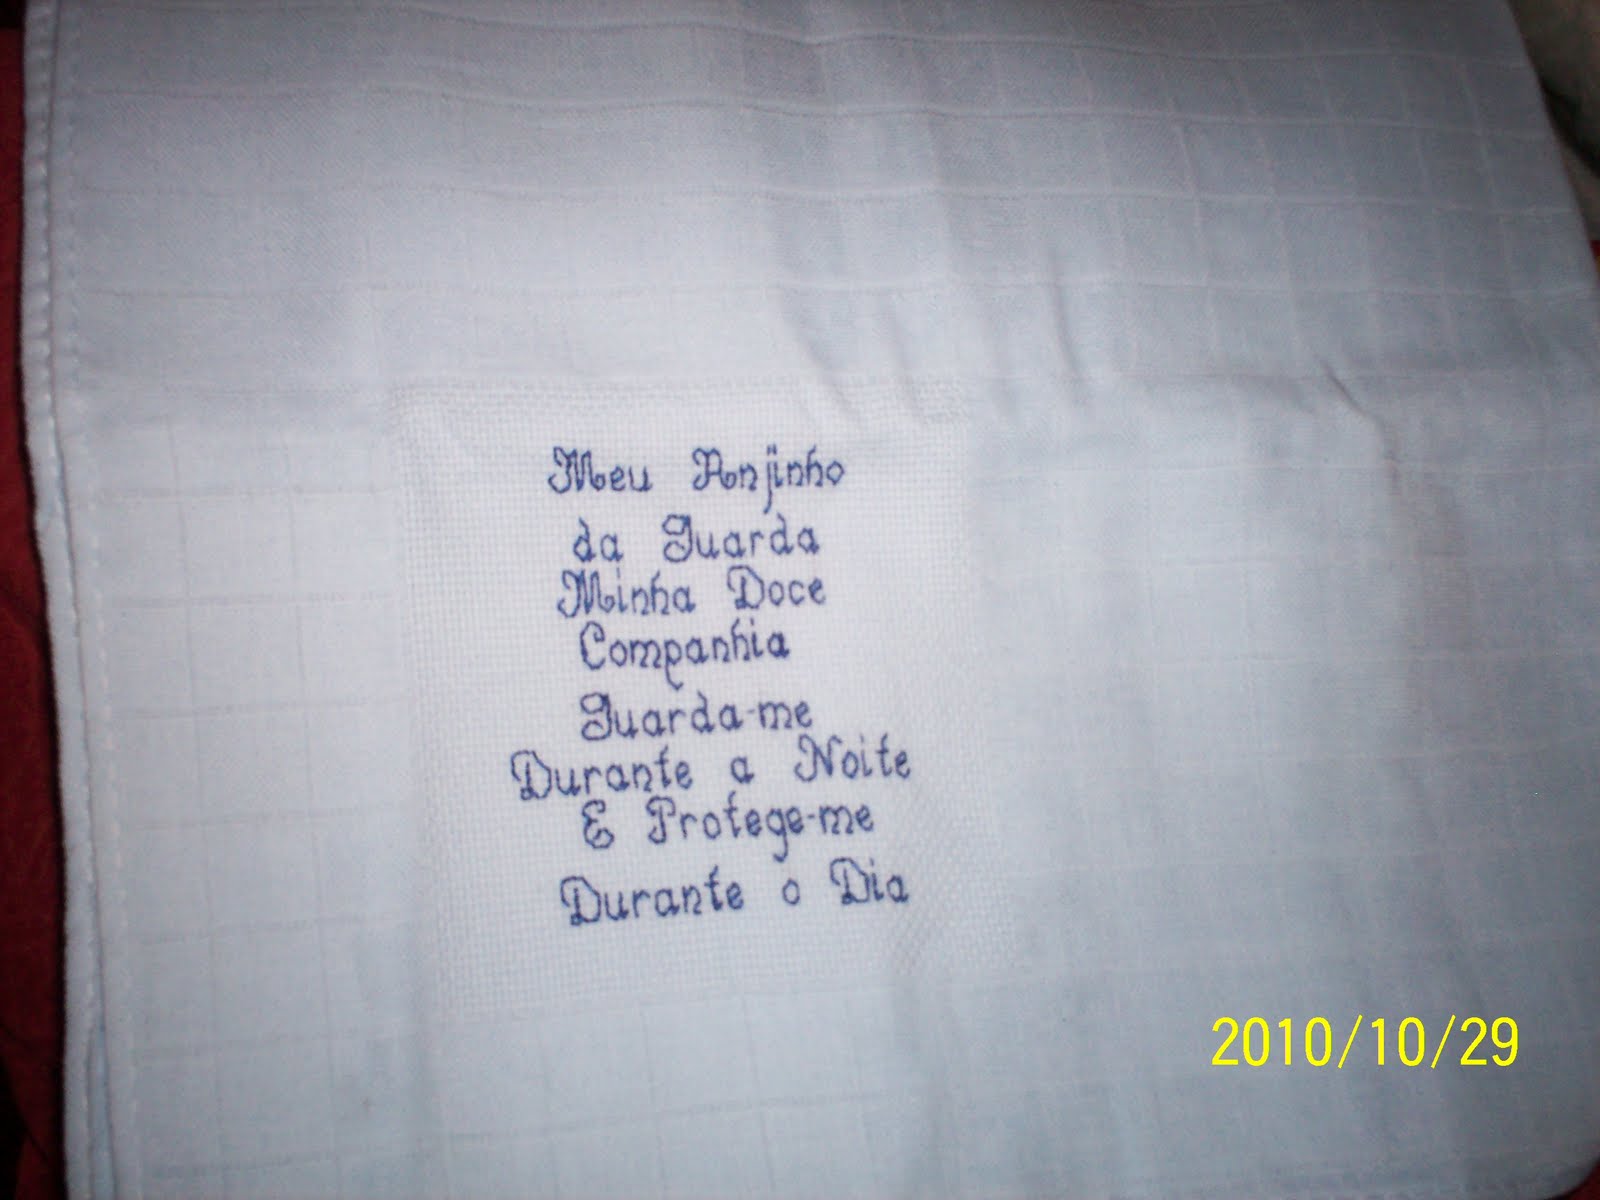 Meu Anjinho
da Guarda
Minha Doce
Companhia
Guarda-me
Durante a Noite
E Protege-me
Durante o Dia
2010/10/29